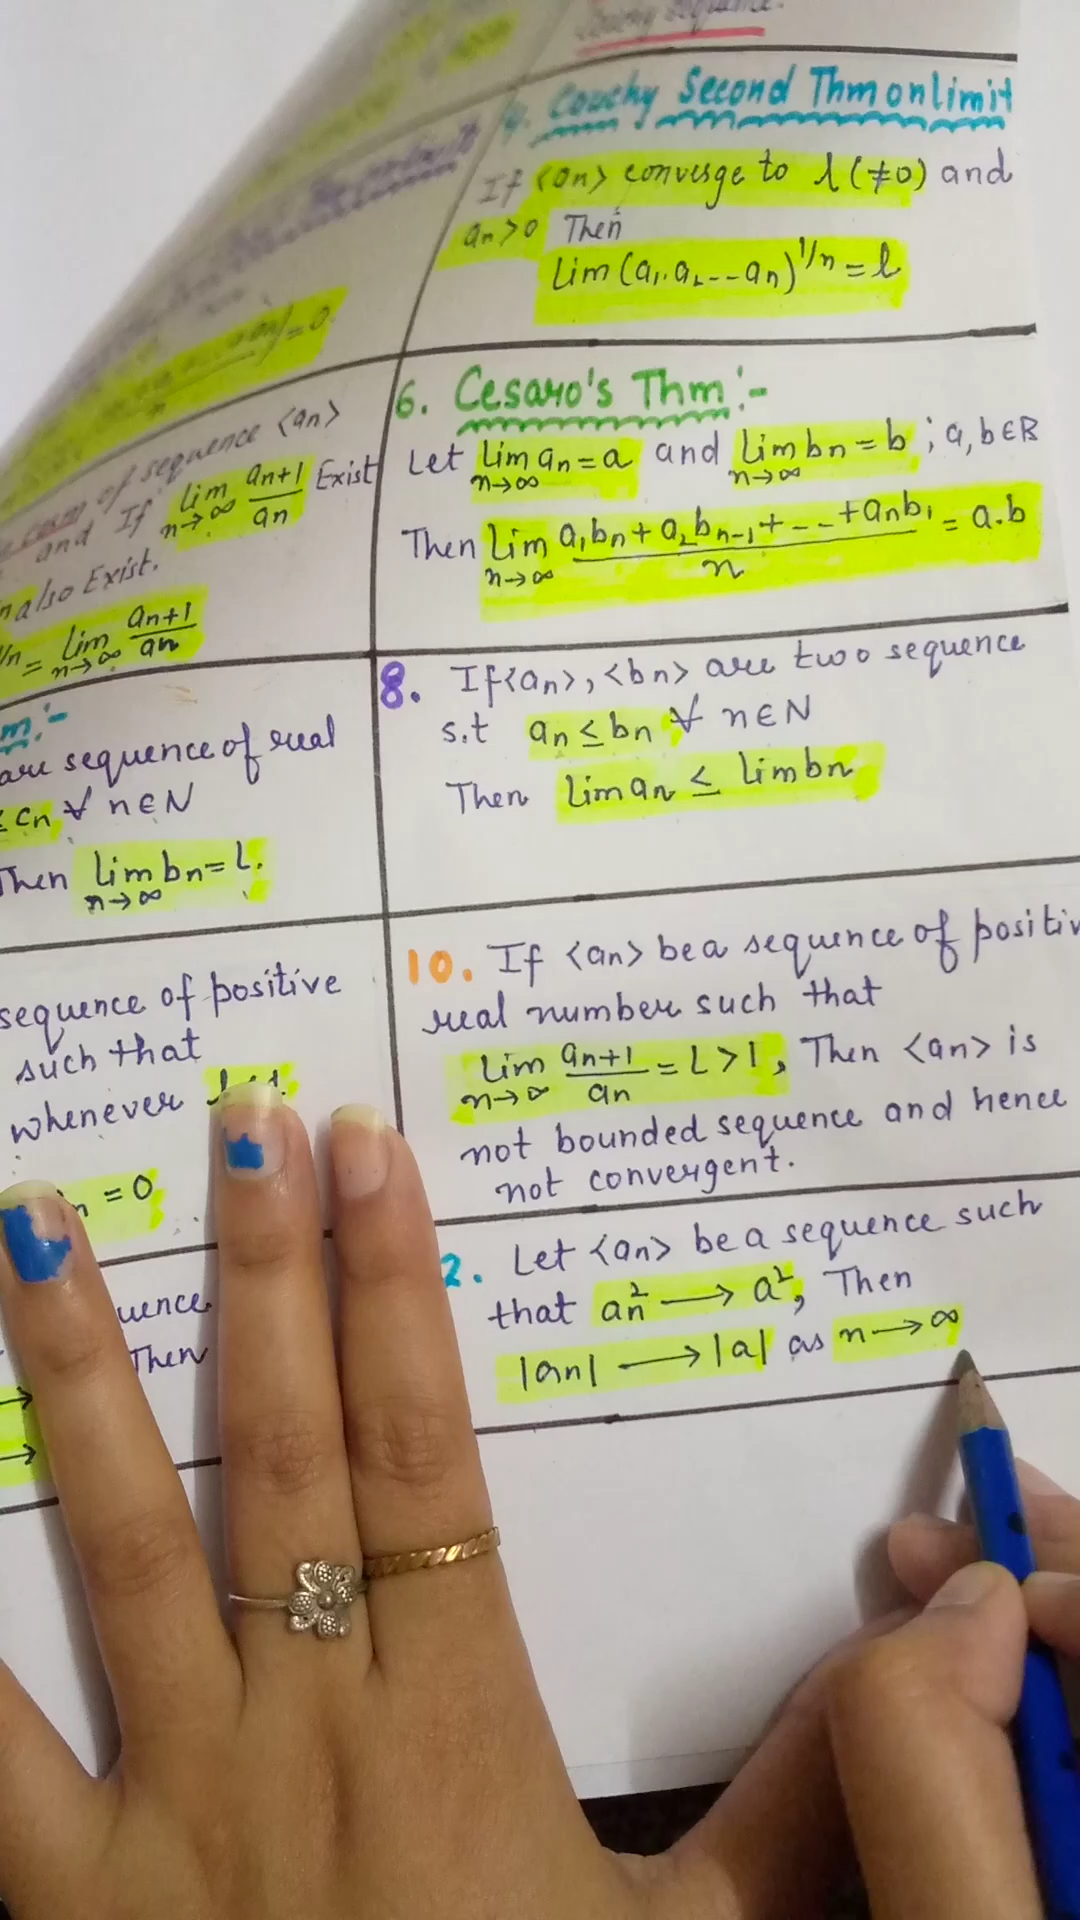 4. Couchy Second Thm on limit
If <an> converge to l (≠0) and
an > 0 Then
Lim (a1. a2 -- an)^1/n = l
= 0
6. Cesaro's Thm :-
Let lim n→∞ an = a and lim n→∞ bn = b ; a, b ∈ R
Then lim n→∞ a1bn + a2bn-1 + -- + anb1 / n = a.b
of sequence <an>
and If lim n→∞ an+1 / an Exist
also Exist.
= lim n→∞ an+1 / an
8. If <an>, <bn> are two sequence
s.t an ≤ bn ∀ n ∈ N
Then lim an ≤ lim bn
m :-
are sequence of real
≤ cn ∀ n ∈ N
Then lim n→∞ bn = L.
10. If <an> be a sequence of positiv
real number such that
lim n→∞ an+1 / an = L > 1, Then <an> is
not bounded sequence and hence
not convergent.
sequence of positive
such that
whenever
n = 0
2. Let <an> be a sequence such
that an² → a², Then
|an| → |a| as n → ∞
uence
Then
→
→